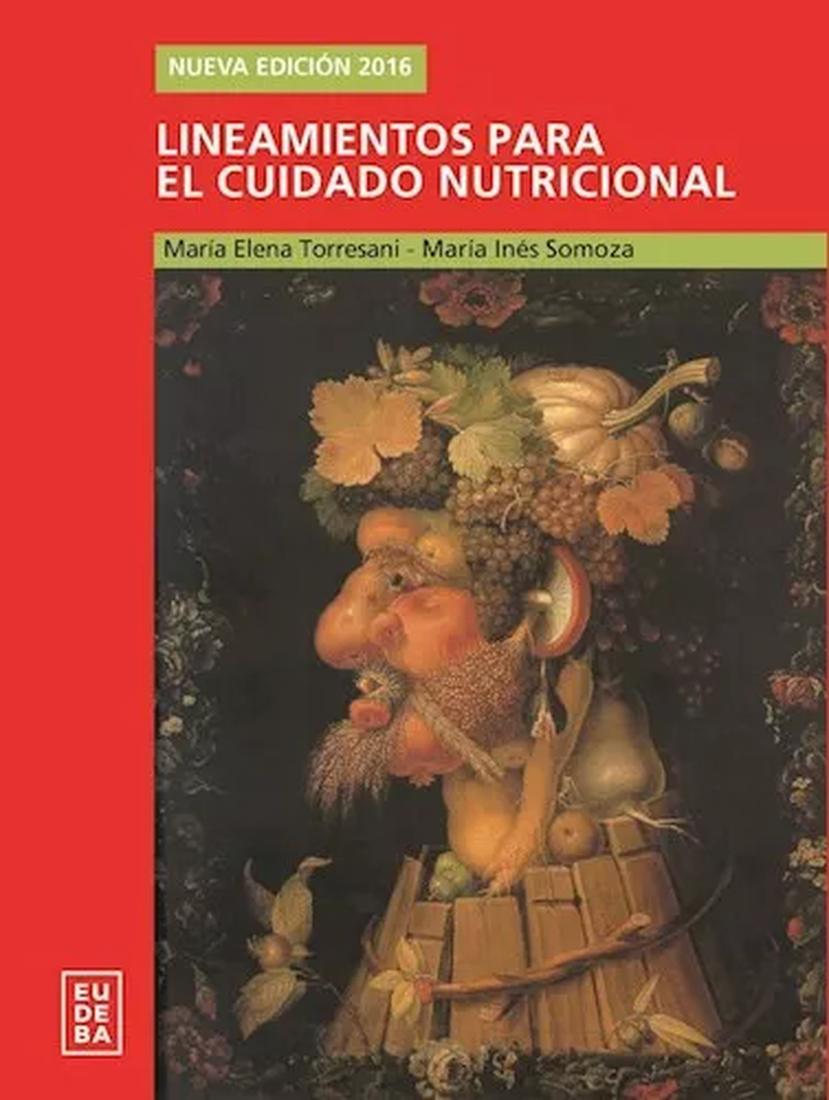 NUEVA EDICIÓN 2016
LINEAMIENTOS PARA
EL CUIDADO NUTRICIONAL
María Elena Torresani - María Inés Somoza
EU
DE
BA